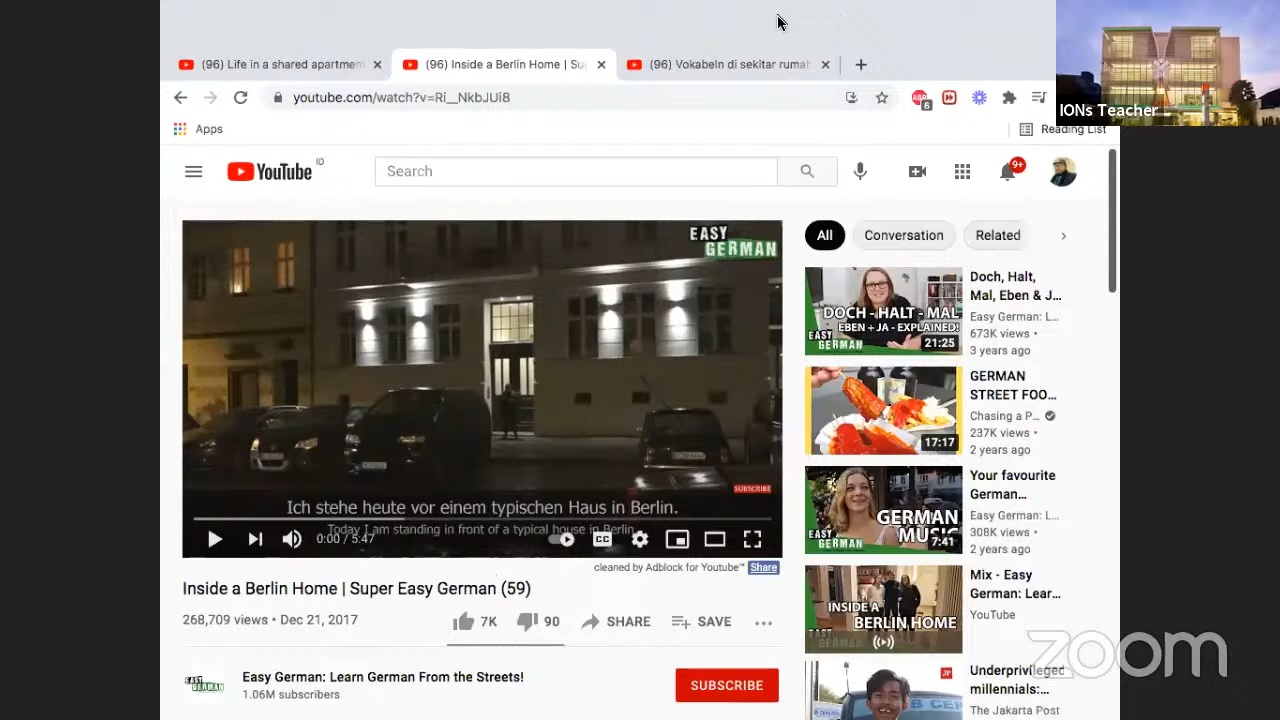 (96) Life in a shared apartmen
(96) Inside a Berlin Home | Su
(96) Vokabeln di sekitar rumah
youtube.com/watch?v=Ri__NkbJUi8
6
IONs Teacher
Apps
Reading List
YouTube ID
Search
9+
EASY
GERMAN
SUBSCRIBE
Ich stehe heute vor einem typischen Haus in Berlin.
Today I am standing in front of a typical house in Berlin.
0:00 / 5:47
CC
cleaned by Adblock for Youtube™ Share
Inside a Berlin Home | Super Easy German (59)
268,709 views • Dec 21, 2017
7K
90
SHARE
SAVE
EASY
GERMAN
Easy German: Learn German From the Streets!
1.06M subscribers
SUBSCRIBE
All
Conversation
Related
DOCH - HALT - MAL
EBEN + JA - EXPLAINED!
EASY
GERMAN
21:25
Doch, Halt,
Mal, Eben & J...
Easy German: L...
673K views •
3 years ago
17:17
GERMAN
STREET FOO...
Chasing a P...
237K views •
2 years ago
GERMAN
MUSIC
EASY
GERMAN
7:41
Your favourite
German...
Easy German: L...
308K views •
2 years ago
INSIDE A
BERLIN HOME
EASY
GERMAN
Mix - Easy
German: Lear...
YouTube
Underprivileged
millennials:...
The Jakarta Post
JP
zoom